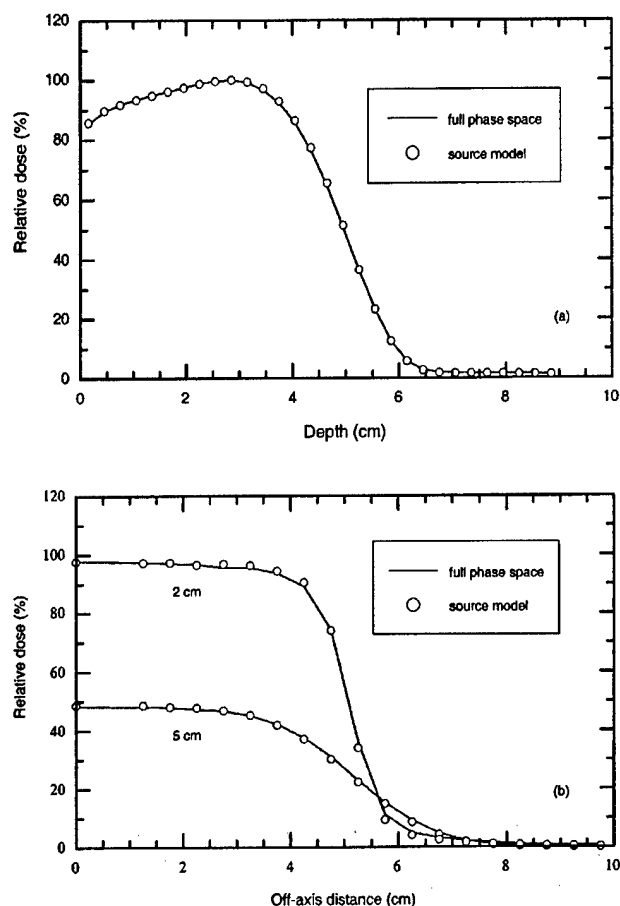 120
100
80
60
40
20
0
Relative dose (%)
full phase space
source model
(a)
0 2 4 6 8 10
Depth (cm)
120
100
80
60
40
20
0
Relative dose (%)
full phase space
source model
2 cm
5 cm
(b)
0 2 4 6 8 10
Off-axis distance (cm)